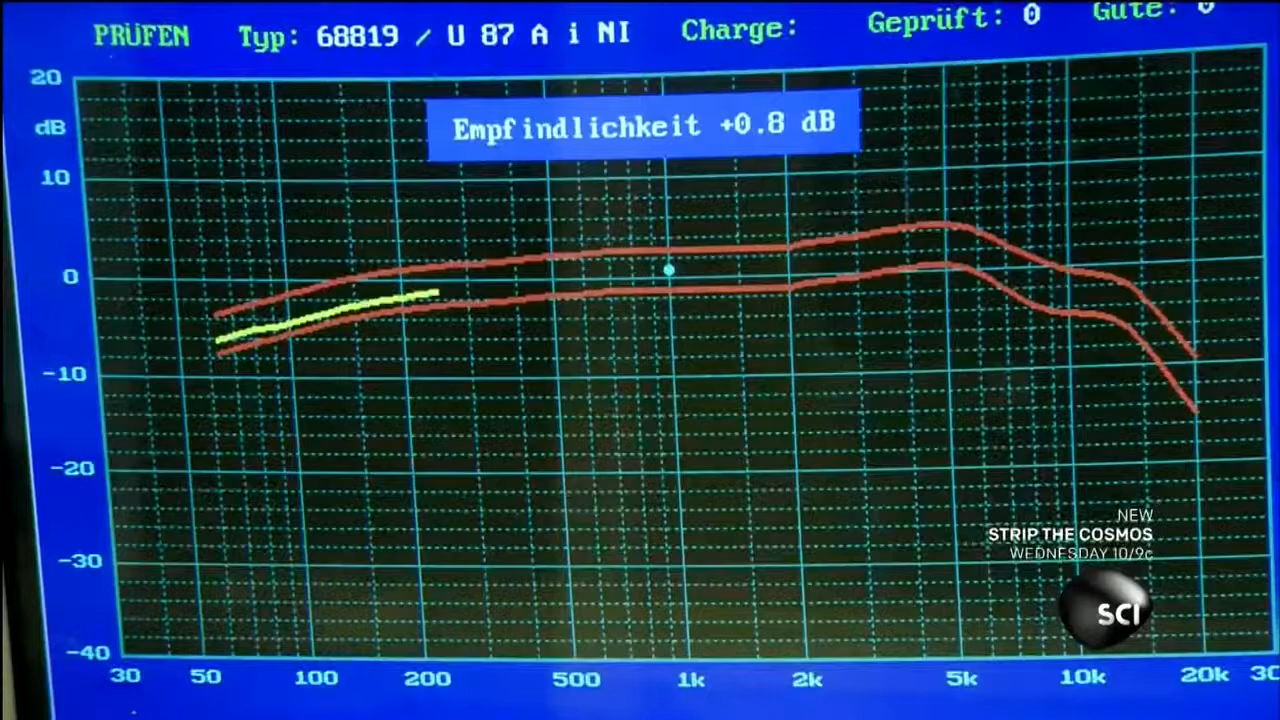 PRÜFEN Typ: 68819 / U 87 A i NI Charge: Geprüft: 0 Gute: 0
20
dB
10
0
-10
-20
-30
-40
Empfindlichkeit +0.8 dB
30 50 100 200 500 1k 2k 5k 10k 20k
NEW
STRIP THE COSMOS
WEDNESDAY 10/9c
SCI